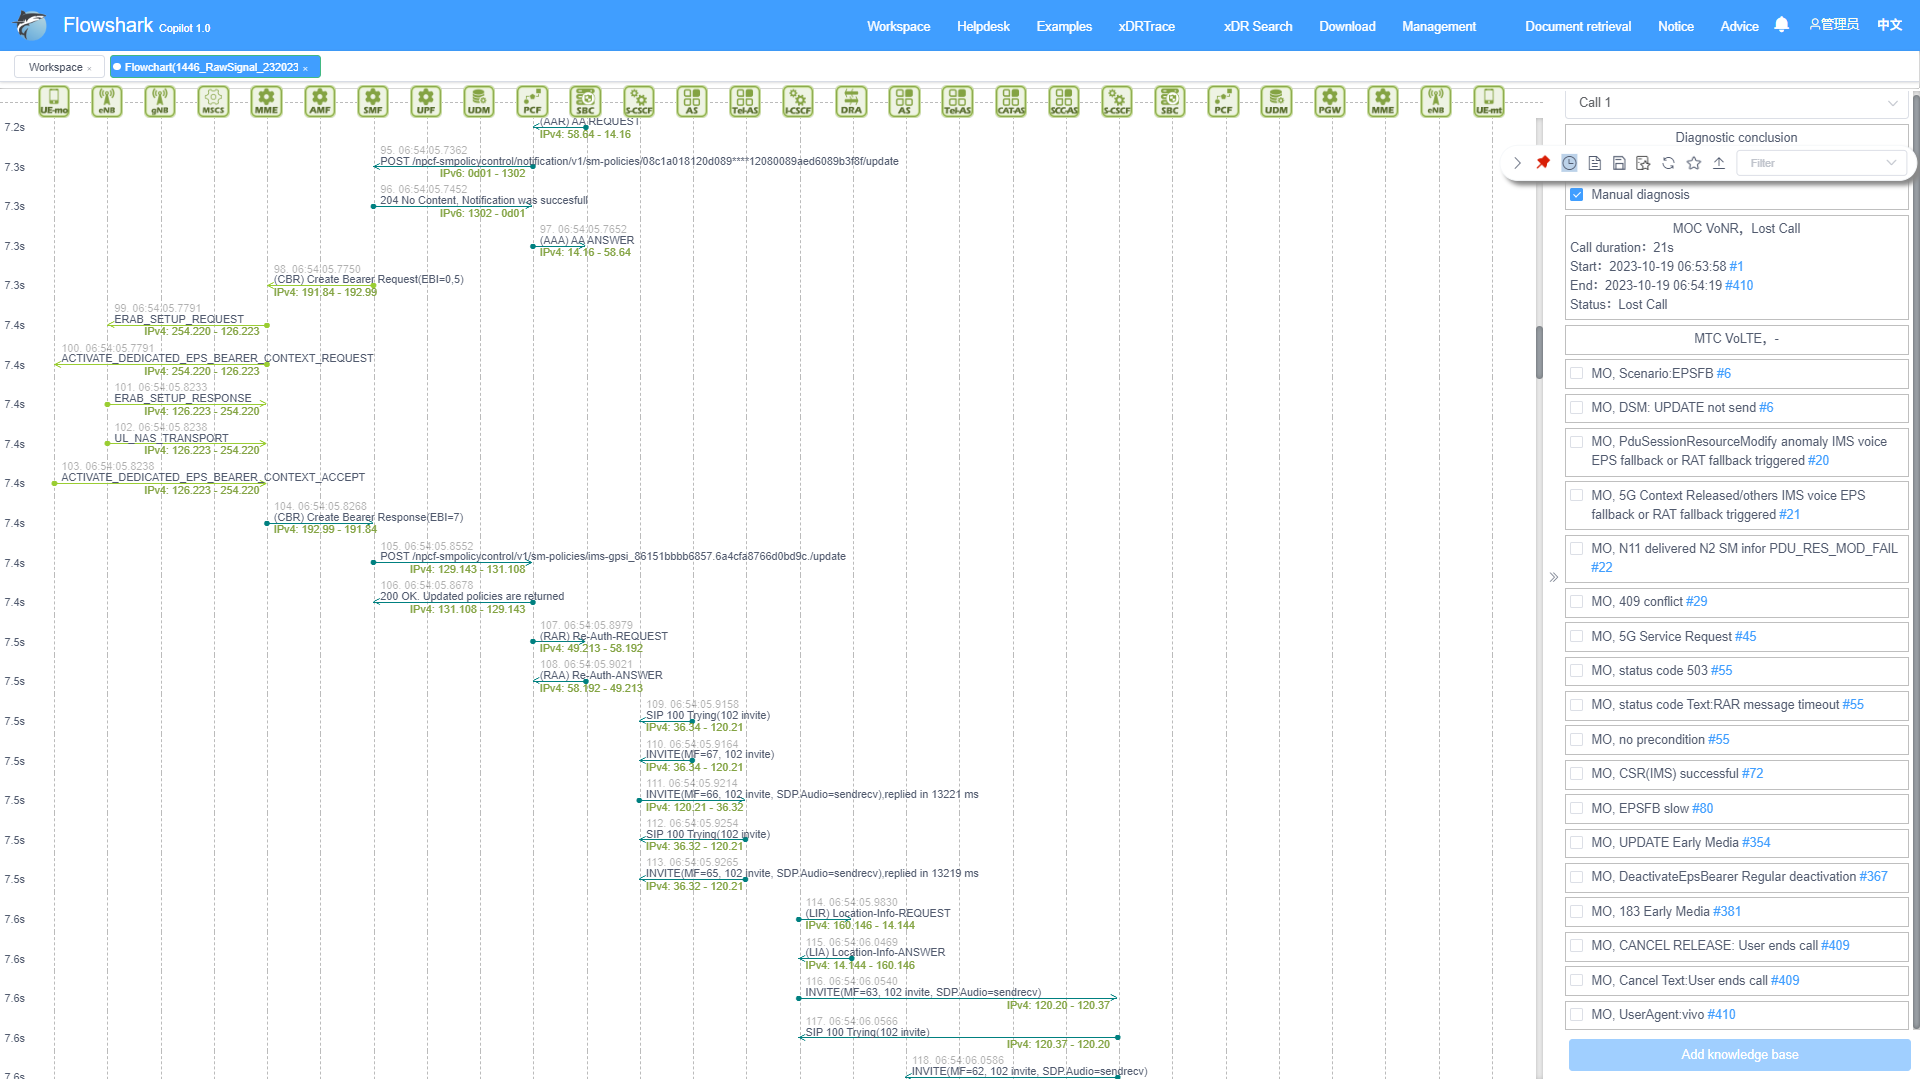 Flowshark Copilot 1.0
Workspace Helpdesk Examples xDRTrace xDR Search Download Management Document retrieval Notice Advice 管理员 中文
Workspace × Flowchart(1446_RawSignal_232023 ×
UE-mo eNB gNB MSCS MME AMF SMF UPF UDM PCF SBC S-CSCF AS Tel-AS I-CSCF DRA AS Tel-AS CAT-AS SCC-AS S-CSCF SBC PCF UDM PGW MME eNB UE-mt
7.2s
(AAR) AA REQUEST
IPv4: 58.64 - 14.16
7.3s
95. 06:54:05.7362
POST /npcf-smpolicycontrol/notification/v1/sm-policies/08c1a018120d089****12080089aed6089b3f8f/update
IPv6: 0d01 - 1302
7.3s
96. 06:54:05.7452
204 No Content, Notification was succesfull
IPv6: 1302 - 0d01
7.3s
97. 06:54:05.7652
(AAA) AA ANSWER
IPv4: 14.16 - 58.64
7.3s
98. 06:54:05.7750
(CBR) Create Bearer Request(EBI=0,5)
IPv4: 191.84 - 192.99
7.4s
99. 06:54:05.7791
ERAB_SETUP_REQUEST
IPv4: 254.220 - 126.223
7.4s
100. 06:54:05.7791
ACTIVATE_DEDICATED_EPS_BEARER_CONTEXT_REQUEST
IPv4: 254.220 - 126.223
7.4s
101. 06:54:05.8233
ERAB_SETUP_RESPONSE
IPv4: 126.223 - 254.220
7.4s
102. 06:54:05.8238
UL_NAS_TRANSPORT
IPv4: 126.223 - 254.220
7.4s
103. 06:54:05.8238
ACTIVATE_DEDICATED_EPS_BEARER_CONTEXT_ACCEPT
IPv4: 126.223 - 254.220
7.4s
104. 06:54:05.8268
(CBR) Create Bearer Response(EBI=7)
IPv4: 192.99 - 191.84
7.4s
105. 06:54:05.8552
POST /npcf-smpolicycontrol/v1/sm-policies/ims-gpsi_86151bbbb6857.6a4cfa8766d0bd9c./update
IPv4: 129.143 - 131.108
7.4s
106. 06:54:05.8678
200 OK. Updated policies are returned
IPv4: 131.108 - 129.143
7.5s
107. 06:54:05.8979
(RAR) Re-Auth-REQUEST
IPv4: 49.213 - 58.192
7.5s
108. 06:54:05.9021
(RAA) Re-Auth-ANSWER
IPv4: 58.192 - 49.213
7.5s
109. 06:54:05.9158
SIP 100 Trying(102 invite)
IPv4: 36.34 - 120.21
7.5s
110. 06:54:05.9164
INVITE(MF=67, 102 invite)
IPv4: 36.34 - 120.21
7.5s
111. 06:54:05.9214
INVITE(MF=66, 102 invite, SDP.Audio=sendrecv),replied in 13221 ms
IPv4: 120.21 - 36.32
7.5s
112. 06:54:05.9254
SIP 100 Trying(102 invite)
IPv4: 36.32 - 120.21
7.5s
113. 06:54:05.9265
INVITE(MF=65, 102 invite, SDP.Audio=sendrecv),replied in 13219 ms
IPv4: 36.32 - 120.21
7.6s
114. 06:54:05.9830
(LIR) Location-Info-REQUEST
IPv4: 160.146 - 14.144
7.6s
115. 06:54:06.0469
(LIA) Location-Info-ANSWER
IPv4: 14.144 - 160.146
7.6s
116. 06:54:06.0540
INVITE(MF=63, 102 invite, SDP.Audio=sendrecv)
IPv4: 120.20 - 120.37
7.6s
117. 06:54:06.0566
SIP 100 Trying(102 invite)
IPv4: 120.37 - 120.20
7.6s
118. 06:54:06.0586
INVITE(MF=62, 102 invite, SDP.Audio=sendrecv)
Call 1
Diagnostic conclusion
Filter
Manual diagnosis
MOC VoNR，Lost Call
Call duration：21s
Start：2023-10-19 06:53:58 #1
End：2023-10-19 06:54:19 #410
Status：Lost Call
MTC VoLTE，-
MO, Scenario:EPSFB #6
MO, DSM: UPDATE not send #6
MO, PduSessionResourceModify anomaly IMS voice
EPS fallback or RAT fallback triggered #20
MO, 5G Context Released/others IMS voice EPS
fallback or RAT fallback triggered #21
MO, N11 delivered N2 SM infor PDU_RES_MOD_FAIL
#22
MO, 409 conflict #29
MO, 5G Service Request #45
MO, status code 503 #55
MO, status code Text:RAR message timeout #55
MO, no precondition #55
MO, CSR(IMS) successful #72
MO, EPSFB slow #80
MO, UPDATE Early Media #354
MO, DeactivateEpsBearer Regular deactivation #367
MO, 183 Early Media #381
MO, CANCEL RELEASE: User ends call #409
MO, Cancel Text:User ends call #409
MO, UserAgent:vivo #410
Add knowledge base